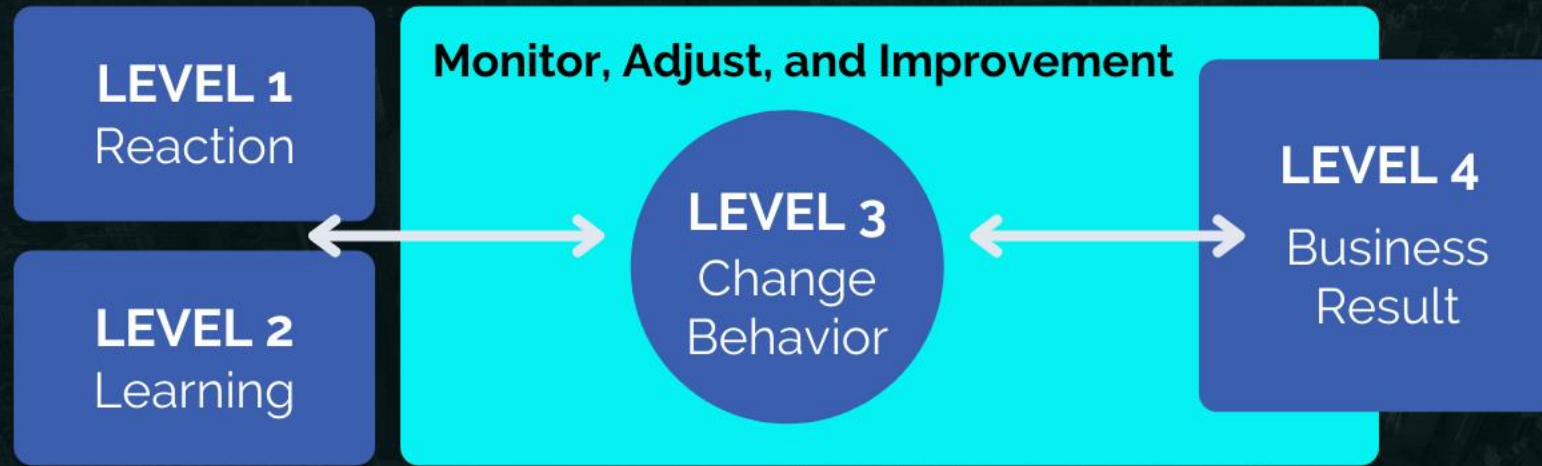 LEVEL 1
Reaction
LEVEL 2
Learning
Monitor, Adjust, and Improvement
LEVEL 3
Change
Behavior
LEVEL 4
Business
Result